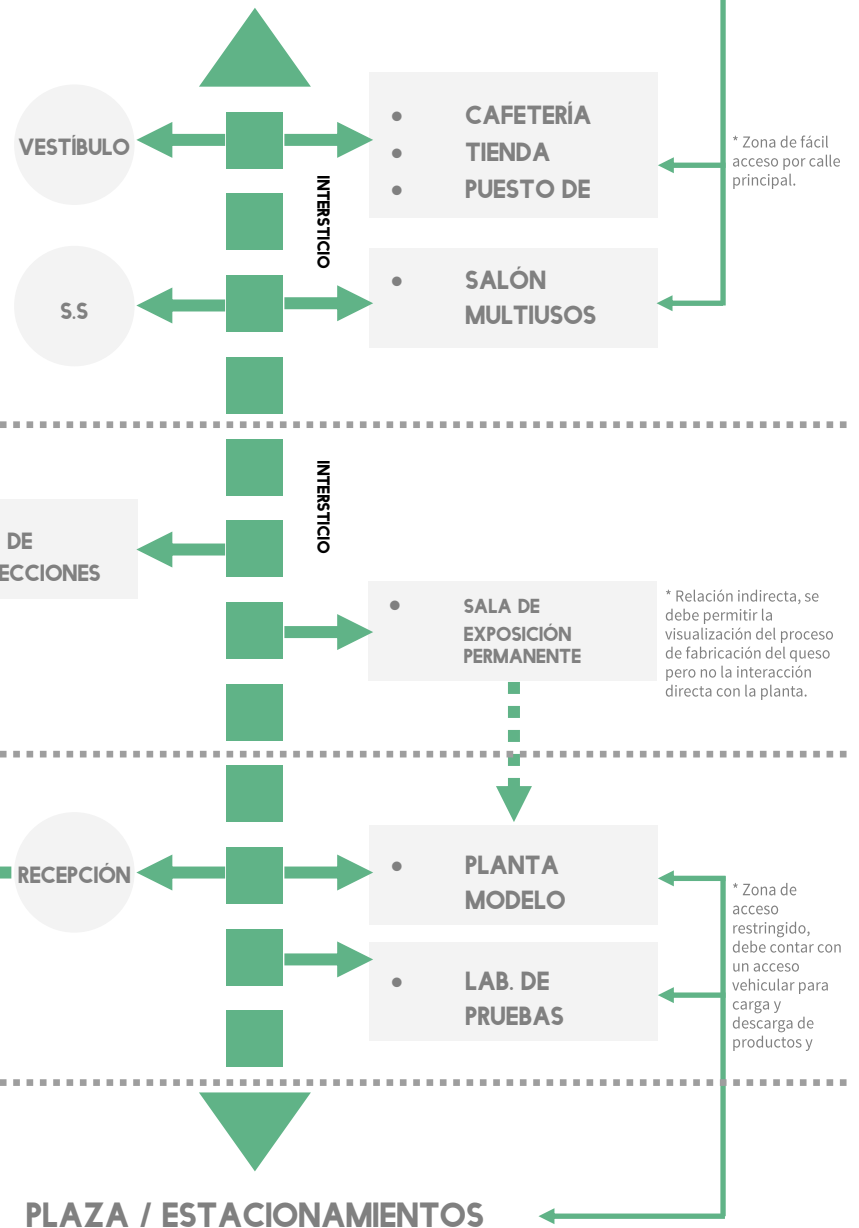 VESTÍBULO
• CAFETERÍA
• TIENDA
• PUESTO DE
* Zona de fácil
acceso por calle
principal.
INTERSTICIO
S.S
• SALÓN
MULTIUSOS
INTERSTICIO
DE
ECCIONES
• SALA DE
EXPOSICIÓN
PERMANENTE
* Relación indirecta, se
debe permitir la
visualización del proceso
de fabricación del queso
pero no la interacción
directa con la planta.
RECEPCIÓN
• PLANTA
MODELO
• LAB. DE
PRUEBAS
* Zona de
acceso
restringido,
debe contar con
un acceso
vehicular para
carga y
descarga de
productos y
PLAZA / ESTACIONAMIENTOS